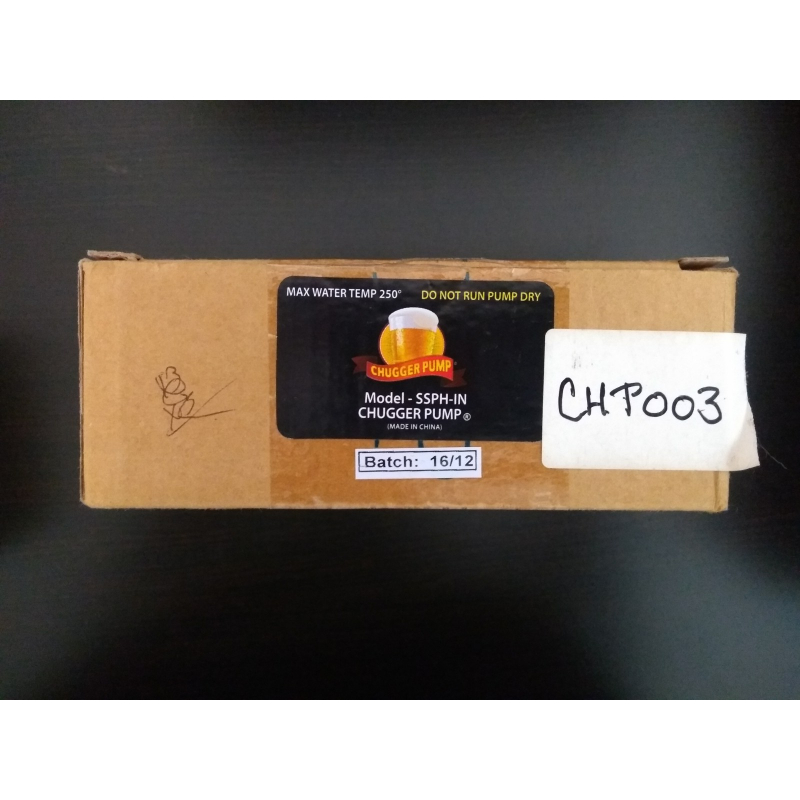 MAX WATER TEMP 250° DO NOT RUN PUMP DRY
CHUGGER PUMP
Model - SSPH-IN
CHUGGER PUMP®
(MADE IN CHINA)
Batch: 16/12
CHP003